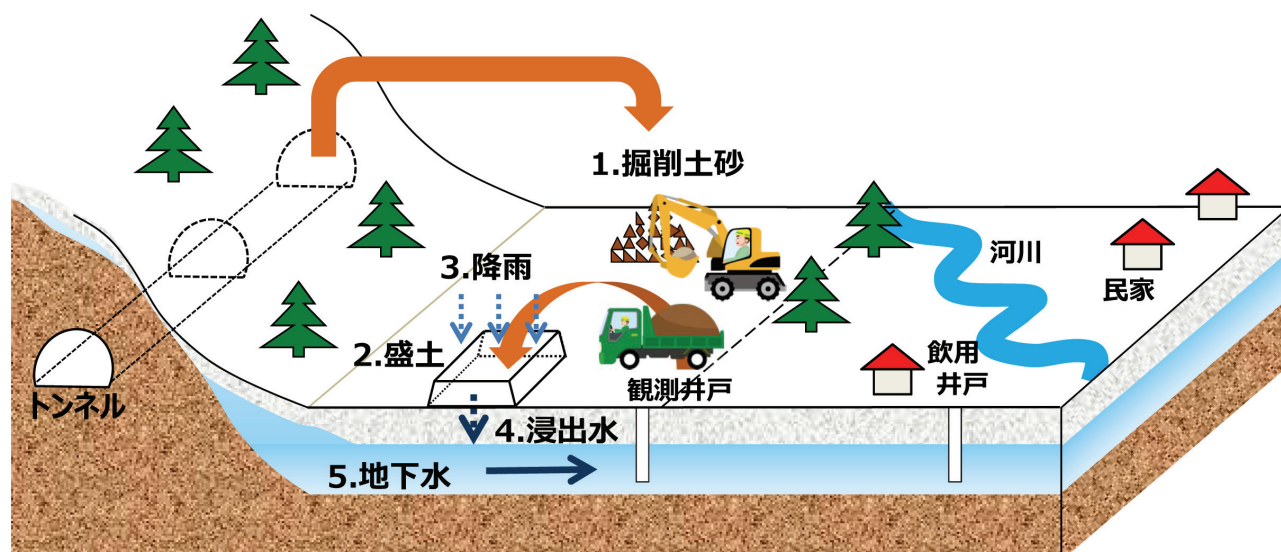 1.掘削土砂
河川
3.降雨
民家
2.盛土
飲用
井戸
観測井戸
トンネル
4.浸出水
5.地下水